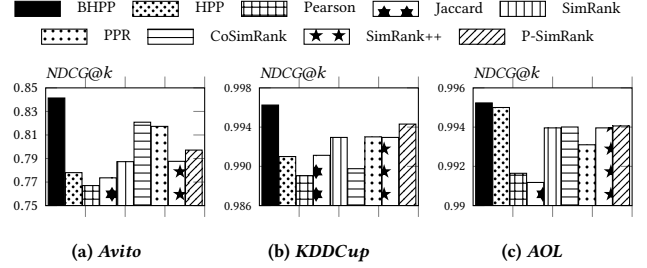 BHPP HPP Pearson Jaccard SimRank
PPR CoSimRank SimRank++ P-SimRank
NDCG@k NDCG@k NDCG@k
0.85 0.998 0.996
0.83 0.994 0.994
0.81
0.79 0.990 0.992
0.77
0.75 0.986 0.99
(a) Avito (b) KDDCup (c) AOL